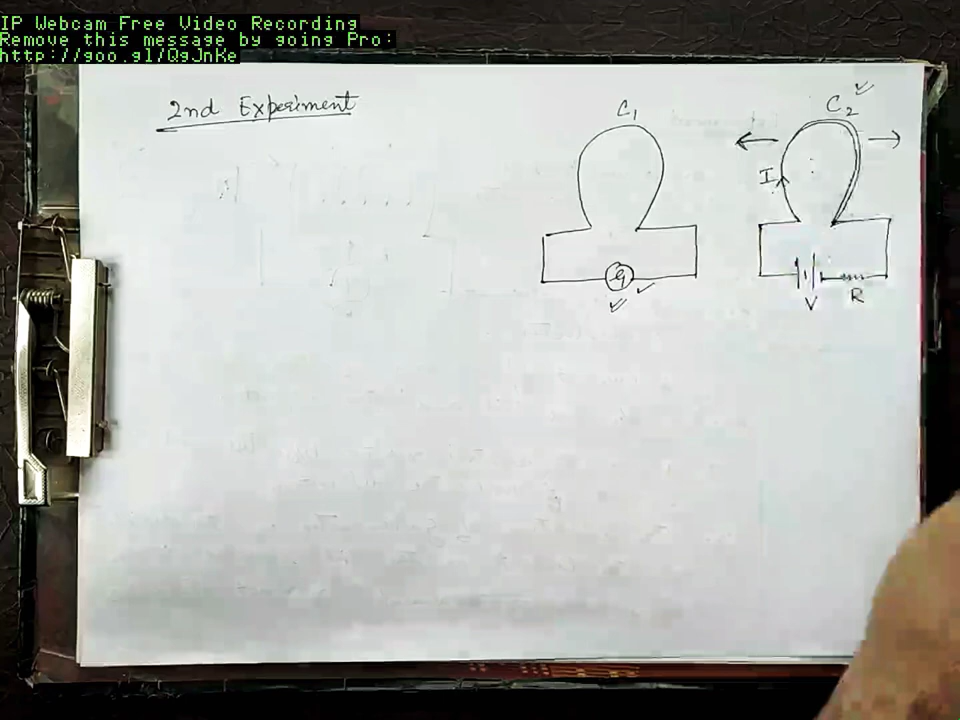 IP Webcam Free Video Recording
Remove this message by going Pro:
http://goo.gl/QgJnKe
2nd Experiment
C1
C2
I
G
V
R